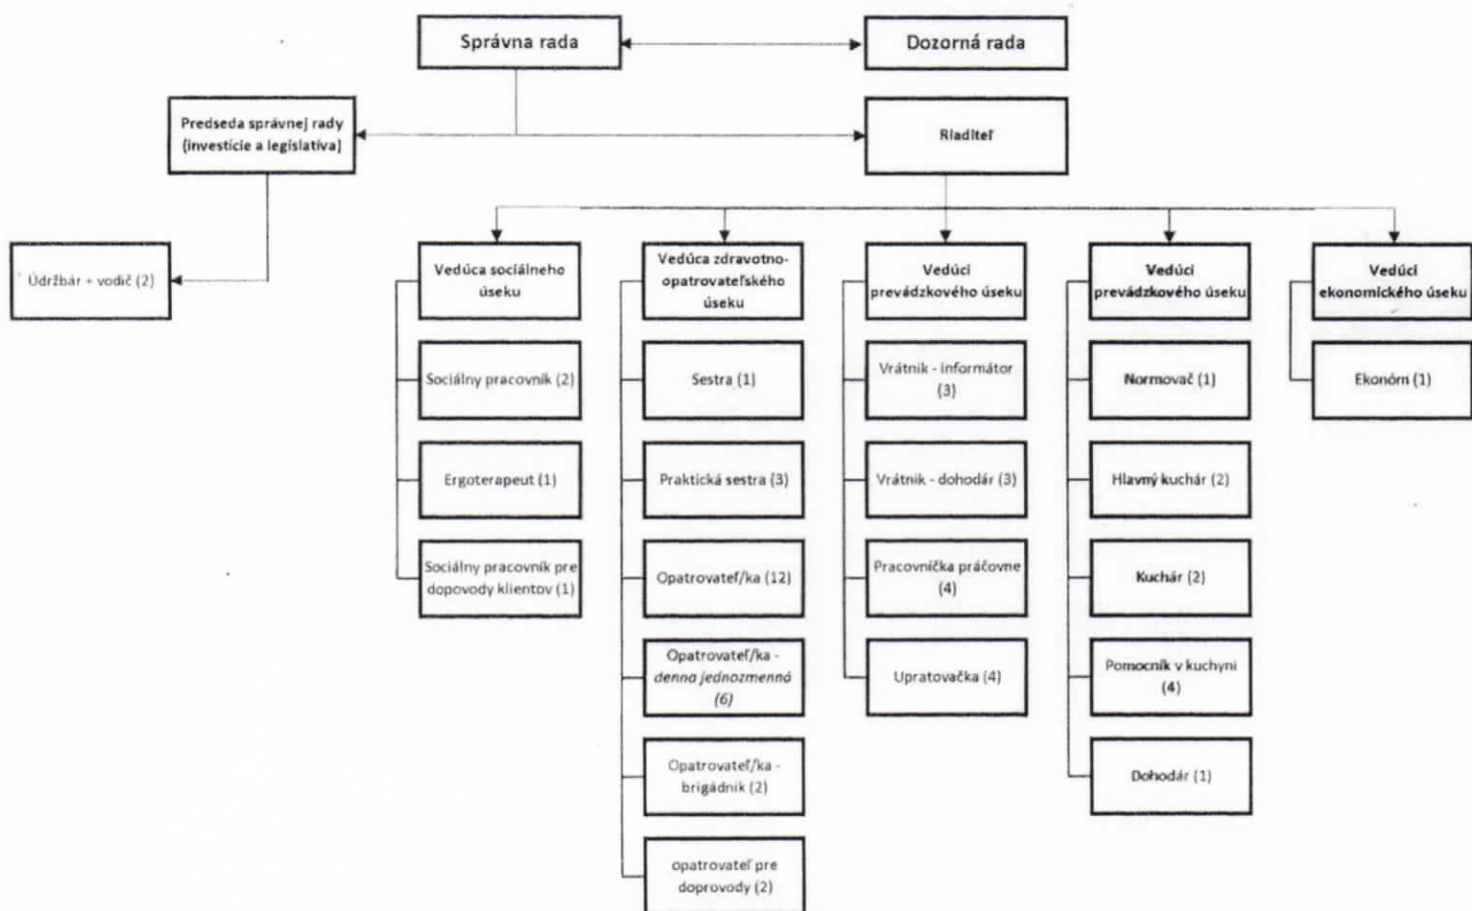 Správna rada
Dozorná rada
Predseda správnej rady
(investície a legislatíva)
Riaditeľ
Údržbár + vodič (2)
Vedúca sociálneho
úseku
Sociálny pracovník (2)
Ergoterapeut (1)
Sociálny pracovník pre
dopovody klientov (1)
Vedúca zdravotno-
opatrovateľského
úseku
Sestra (1)
Praktická sestra (3)
Opatrovateľ/ka (12)
Opatrovateľ/ka -
denna jednozmenná
(6)
Opatrovateľ/ka -
brigádnik (2)
opatrovateľ pre
doprovody (2)
Vedúci
prevádzkového úseku
Vrátnik - informátor
(3)
Vrátnik - dohodár (3)
Pracovníčka práčovne
(4)
Upratovačka (4)
Vedúci
prevádzkového úseku
Normovač (1)
Hlavný kuchár (2)
Kuchár (2)
Pomocník v kuchyni
(4)
Dohodár (1)
Vedúci
ekonomického úseku
Ekonóm (1)